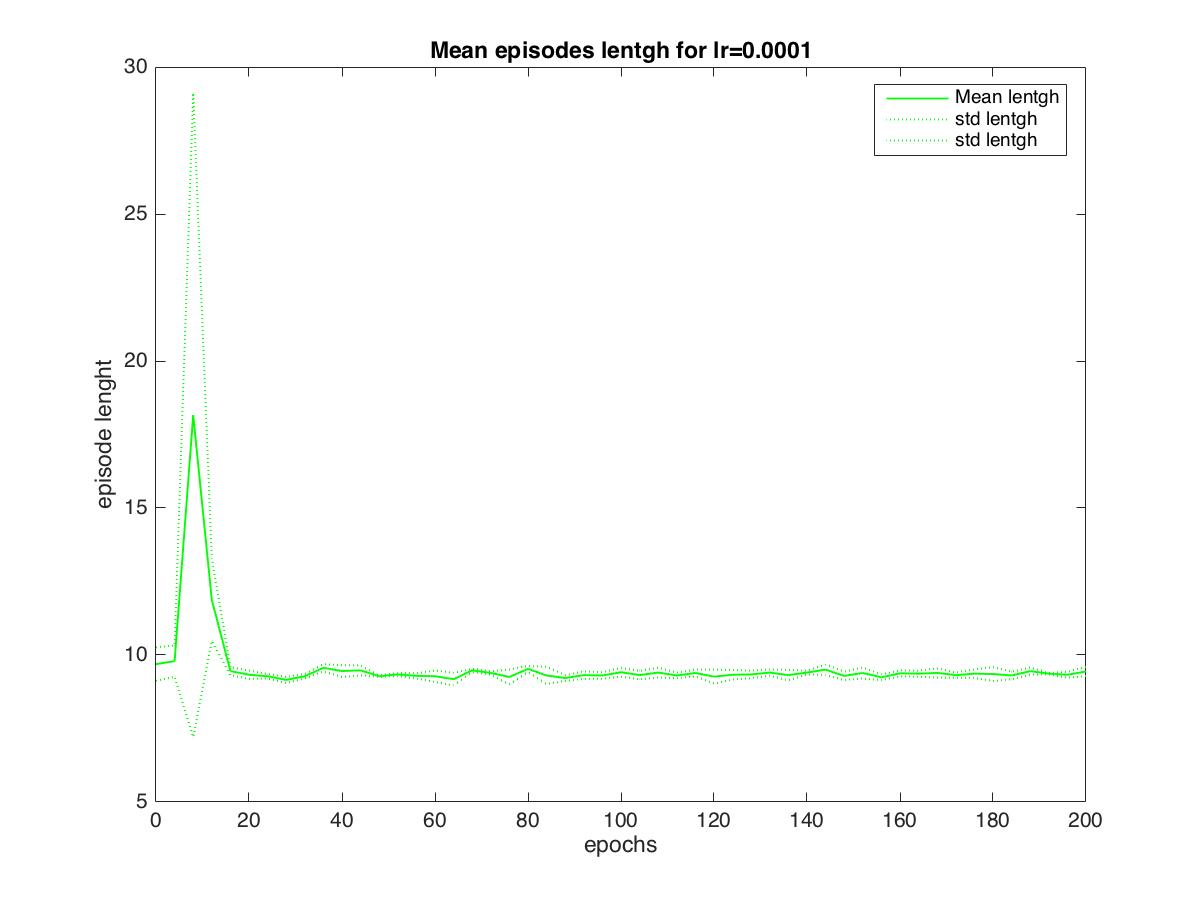 Mean episodes lentgh for lr=0.0001
Mean lentgh
std lentgh
std lentgh
30
25
20
15
10
5
episode lenght
0 20 40 60 80 100 120 140 160 180 200
epochs